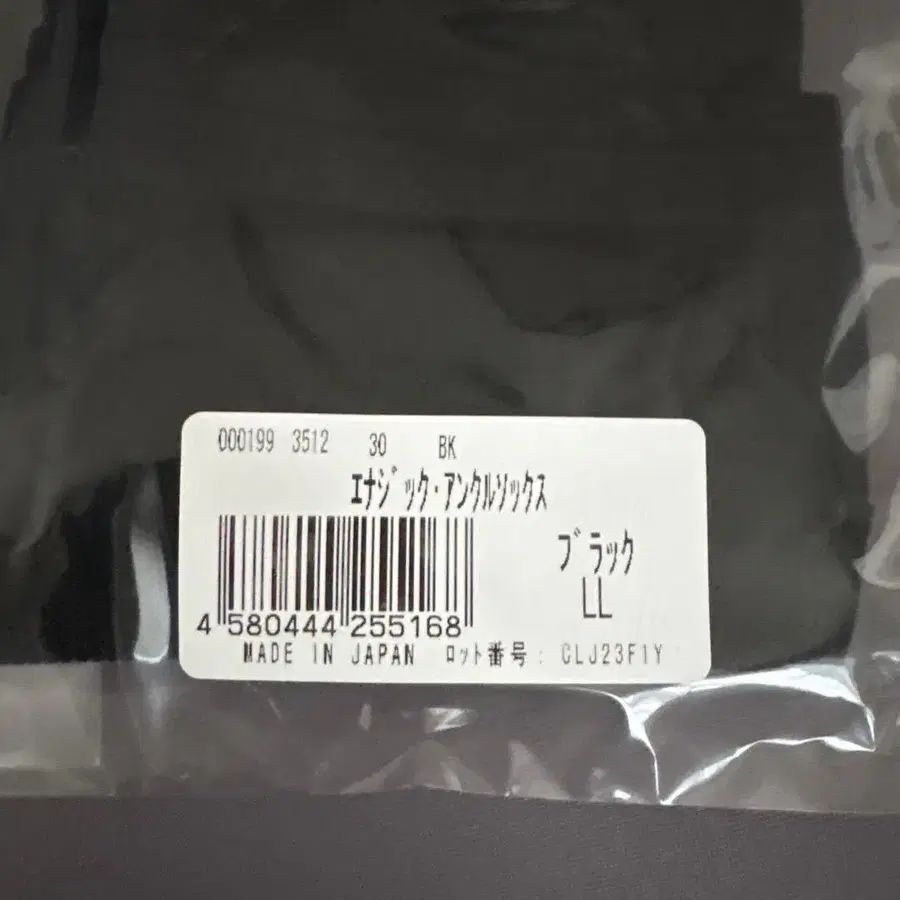 000199 3512 30 BK
ｴﾅｼﾞｯｸ･ｱﾝｸﾙｿｯｸｽ
ﾌﾞﾗｯｸ
LL
4 580444 255168
MADE IN JAPAN ﾛｯﾄ番号: CLJ23F1Y